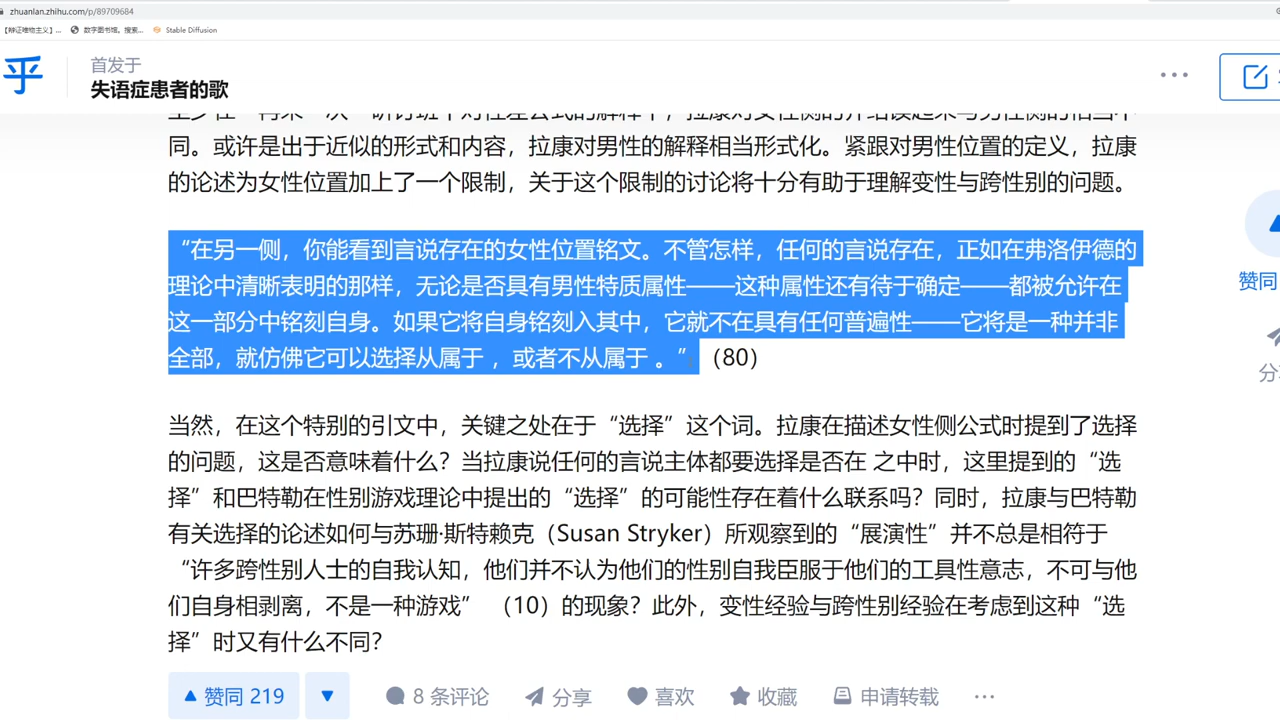 zhuanlan.zhihu.com/p/89709684
【辩证唯物主义】... 数字图书馆。搜索... Stable Diffusion
乎 首发于
失语症患者的歌
同。或许是出于近似的形式和内容，拉康对男性的解释相当形式化。紧跟对男性位置的定义，拉康
的论述为女性位置加上了一个限制，关于这个限制的讨论将十分有助于理解变性与跨性别的问题。
“在另一侧，你能看到言说存在的女性位置铭文。不管怎样，任何的言说存在，正如在弗洛伊德的
理论中清晰表明的那样，无论是否具有男性特质属性——这种属性还有待于确定——都被允许在
这一部分中铭刻自身。如果它将自身铭刻入其中，它就不在具有任何普遍性——它将是一种并非
全部，就仿佛它可以选择从属于 ，或者不从属于 。”（80）
当然，在这个特别的引文中，关键之处在于“选择”这个词。拉康在描述女性侧公式时提到了选择
的问题，这是否意味着什么？当拉康说任何的言说主体都要选择是否在 之中时，这里提到的“选
择”和巴特勒在性别游戏理论中提出的“选择”的可能性存在着什么联系吗？同时，拉康与巴特勒
有关选择的论述如何与苏珊·斯特赖克（Susan Stryker）所观察到的“展演性”并不总是相符于
“许多跨性别人士的自我认知，他们并不认为他们的性别自我臣服于他们的工具性意志，不可与他
们自身相剥离，不是一种游戏” （10）的现象？此外，变性经验与跨性别经验在考虑到这种“选
择”时又有什么不同？
赞同
赞同 219 8 条评论 分享 喜欢 收藏 申请转载